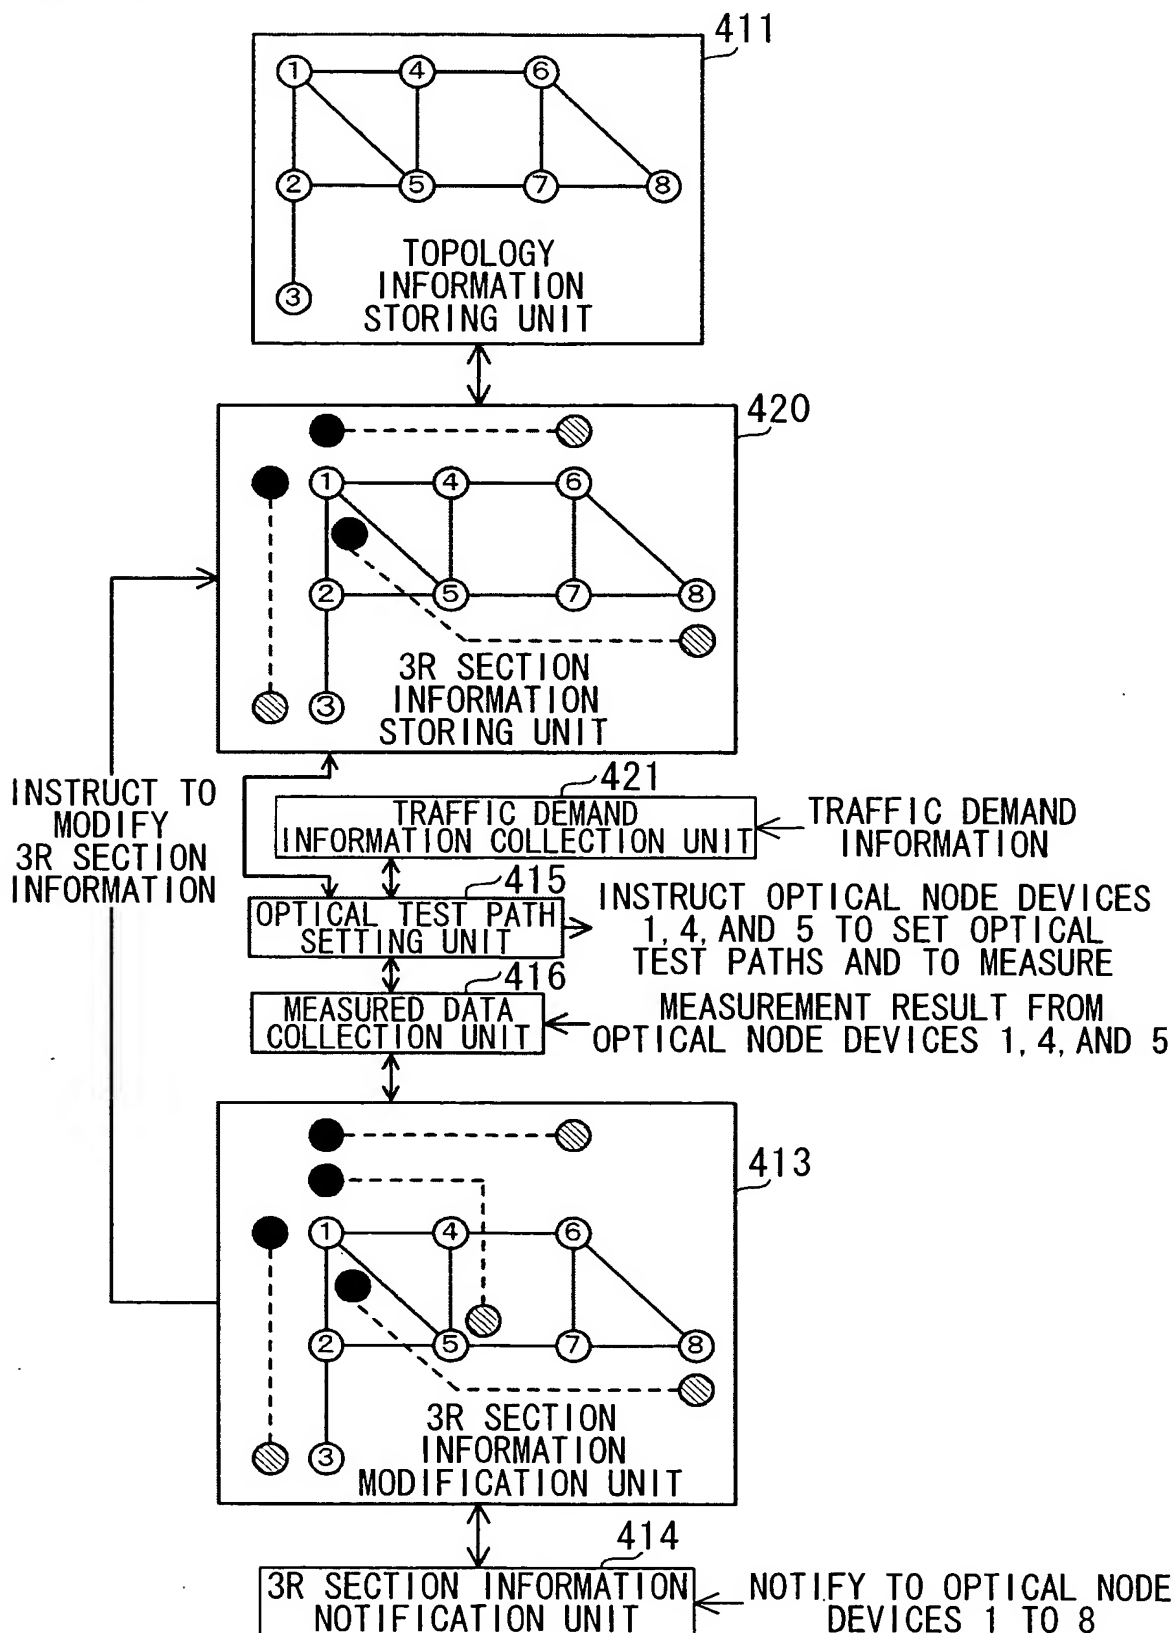 411
1 4 6
2 5 7 8
3
TOPOLOGY
INFORMATION
STORING UNIT
420
1 4 6
2 5 7 8
3
3R SECTION
INFORMATION
STORING UNIT
INSTRUCT TO
MODIFY
3R SECTION
INFORMATION
421
TRAFFIC DEMAND
INFORMATION COLLECTION UNIT
TRAFFIC DEMAND
INFORMATION
415
OPTICAL TEST PATH
SETTING UNIT
INSTRUCT OPTICAL NODE DEVICES
1, 4, AND 5 TO SET OPTICAL
TEST PATHS AND TO MEASURE
416
MEASURED DATA
COLLECTION UNIT
MEASUREMENT RESULT FROM
OPTICAL NODE DEVICES 1, 4, AND 5
413
1 4 6
2 5 7 8
3
3R SECTION
INFORMATION
MODIFICATION UNIT
414
3R SECTION INFORMATION
NOTIFICATION UNIT
NOTIFY TO OPTICAL NODE
DEVICES 1 TO 8